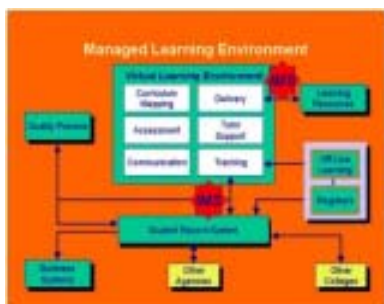 Managed Learning Environment
Virtual Learning Environment
Curriculum
Mapping
Delivery
Assessment
Tutor
Support
Communication
Tracking
Learning
Resources
Quality Process
Off Line
Learning
Registers
Student Record System
Business
Systems
Other
Agencies
Other
Colleges